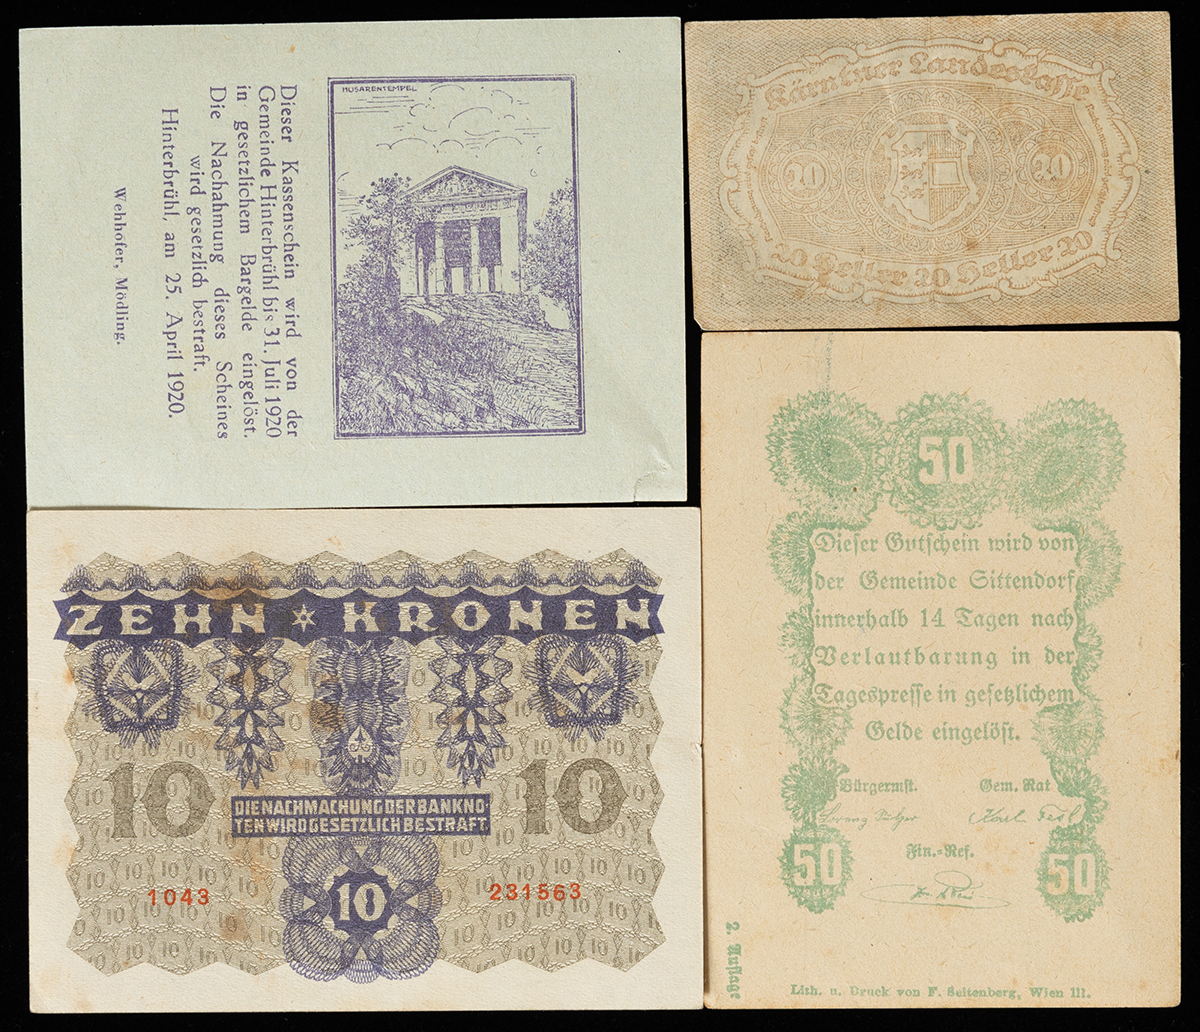 HUSARENTEMPEL
Dieser Kassenschein wird von der
Gemeinde Hinterbrühl bis 31. Juli 1920
in gesetzlichem Bargelde eingelöst.
Die Nachahmung dieses Scheines
wird gesetzlich bestraft.
Hinterbrühl, am 25. April 1920.
Wehhofer, Mödling.
Kärntner Landeskasse
20
20
20 Heller 20 Heller 20
ZEHN KRONEN
10
10
DIE NACHMACHUNG DER BANKNO
TEN WIRD GESETZLICH BESTRAFT.
1043
231563
10
50
Dieser Gutschein wird von
der Gemeinde Sittendorf
innerhalb 14 Tagen nach
Verlautbarung in der
Tagespresse in gesetzlichem
Gelde eingelöst.
Bürgermst. Gem. Rat
Fin.-Ref.
50
50
2. Auflage
Lith. u. Druck von F. Seitenberg, Wien III.